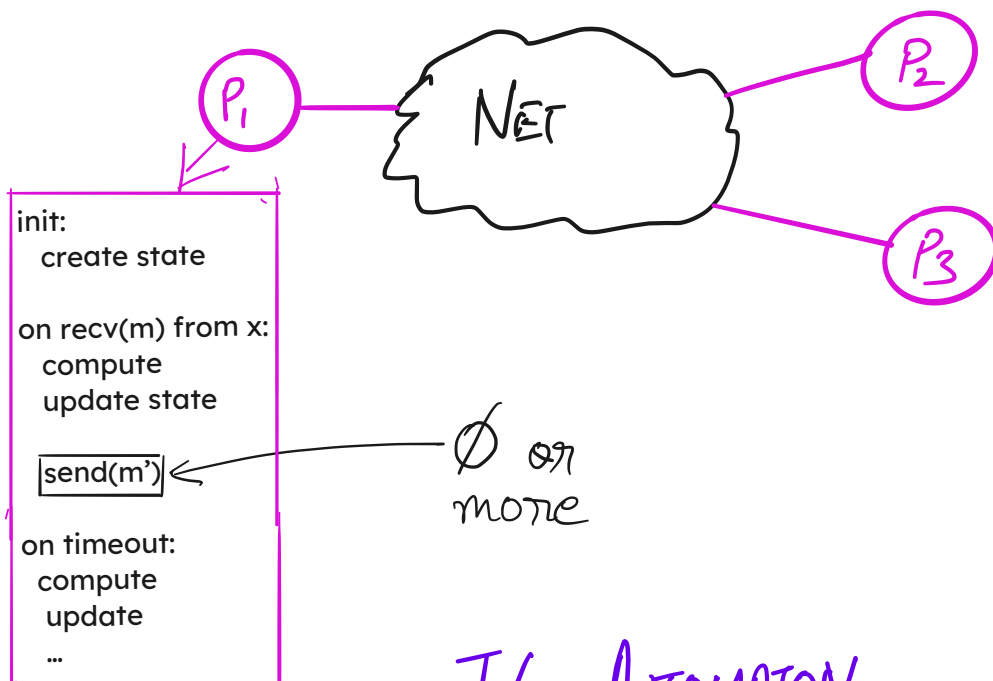 P1
NET
P2
P3
init:
create state
on recv(m) from x:
compute
update state
send(m’)
Ø or
more
on timeout:
compute
update
...
AUTOMATON